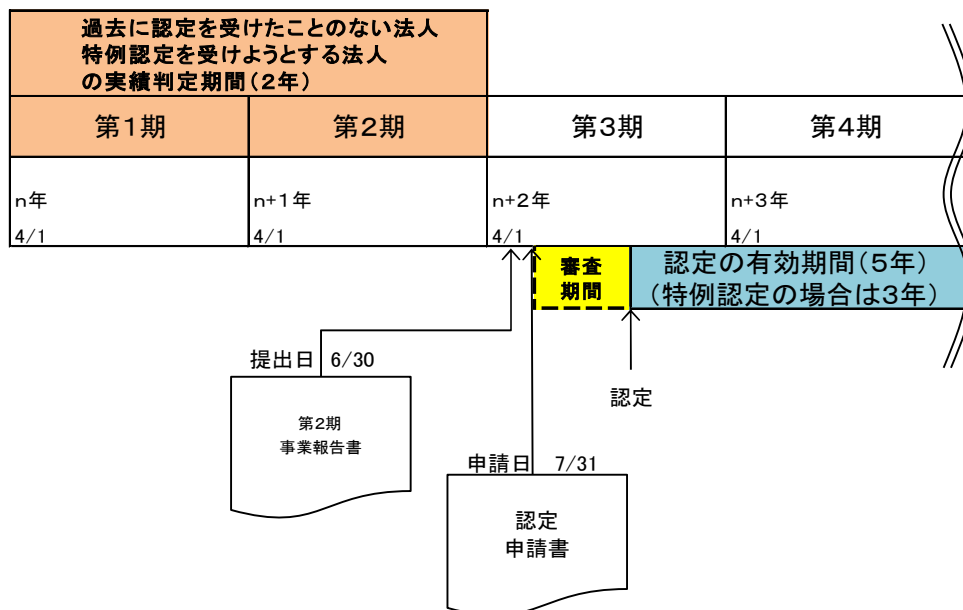 過去に認定を受けたことのない法人
特例認定を受けようとする法人
の実績判定期間（２年）
第１期
第２期
第３期
第４期
n年
4/1
n+1年
4/1
n+2年
4/1
n+3年
4/1
審査
期間
認定の有効期間（５年）
（特例認定の場合は３年）
提出日 6/30
認定
第２期
事業報告書
申請日 7/31
認定
申請書